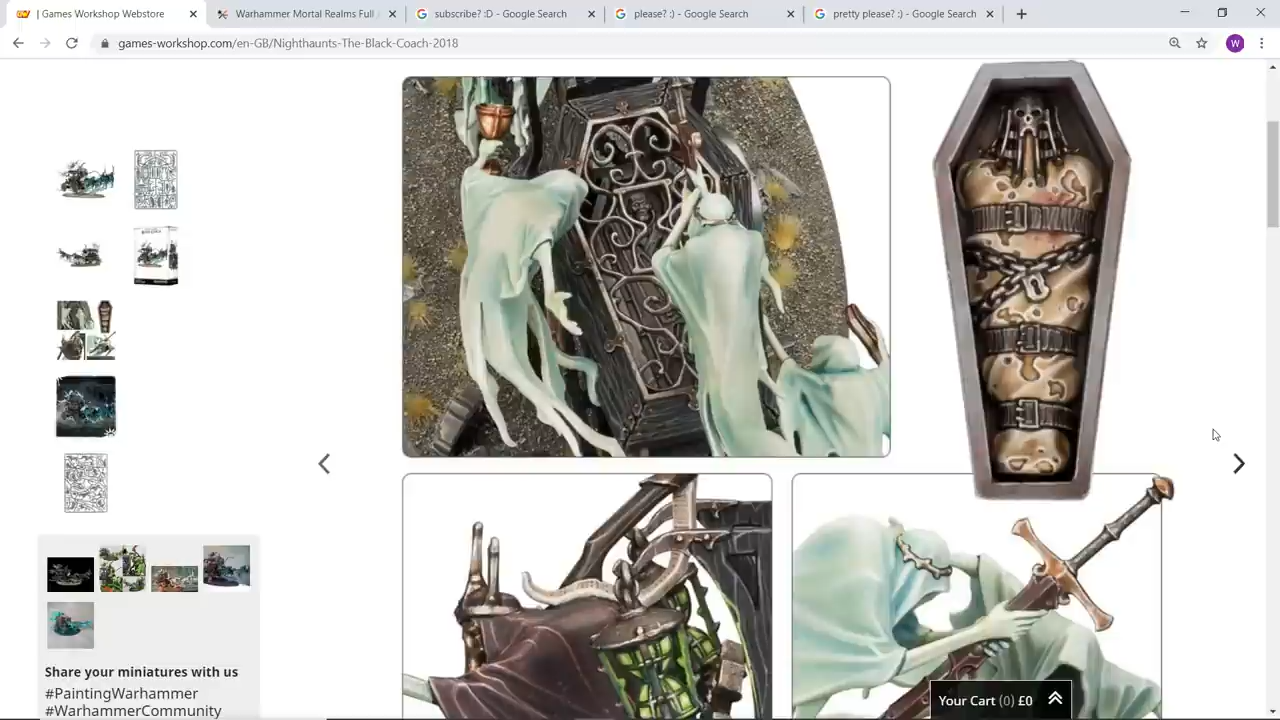 | Games Workshop Webstore
Warhammer Mortal Realms Full
subscribe? :D - Google Search
please? :) - Google Search
pretty please? :) - Google Search
games-workshop.com/en-GB/Nighthaunts-The-Black-Coach-2018
W
Share your miniatures with us
#PaintingWarhammer
#WarhammerCommunity
Your Cart (0) £0